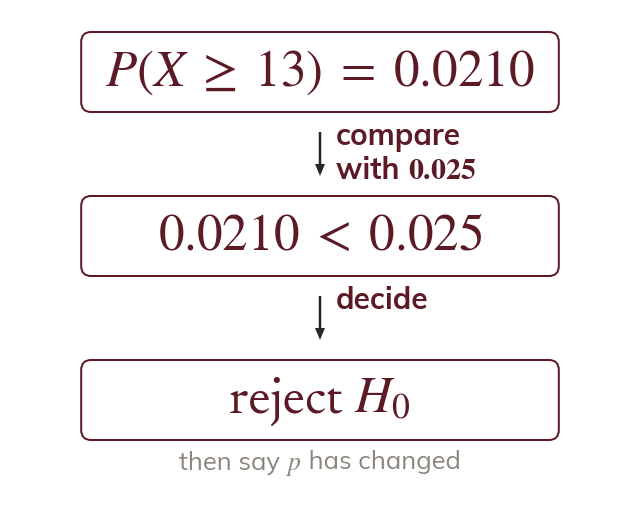 P(X ≥ 13) = 0.0210
compare
with 0.025
0.0210 < 0.025
decide
reject H₀
then say p has changed